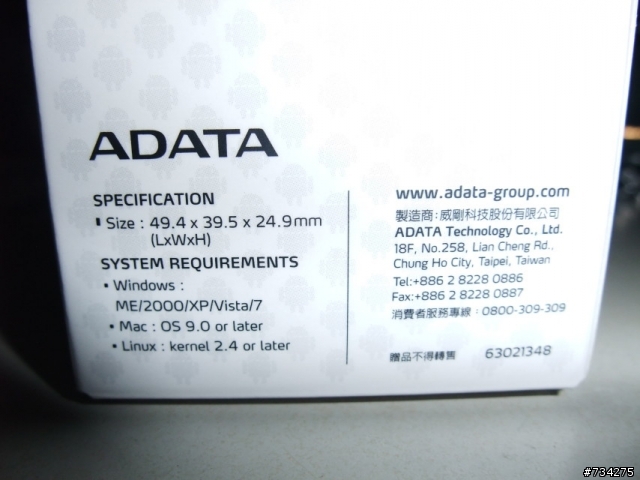 ADATA
SPECIFICATION
Size : 49.4 x 39.5 x 24.9mm
(LxWxH)
SYSTEM REQUIREMENTS
• Windows :
ME/2000/XP/Vista/7
• Mac : OS 9.0 or later
• Linux : kernel 2.4 or later
www.adata-group.com
製造商:威剛科技股份有限公司
ADATA Technology Co., Ltd.
18F, No.258, Lian Cheng Rd.,
Chung Ho City, Taipei, Taiwan
Tel:+886 2 8228 0886
Fax:+886 2 8228 0887
消費者服務專線：0800-309-309
贈品不得轉售 63021348
#734275